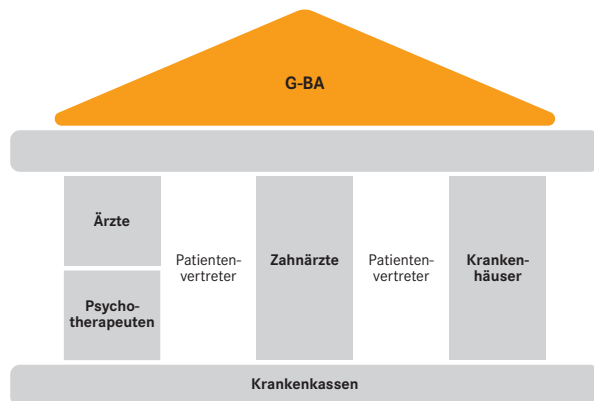 G-BA
Ärzte
Psycho-
therapeuten
Patienten-
vertreter
Zahnärzte
Patienten-
vertreter
Kranken-
häuser
Krankenkassen